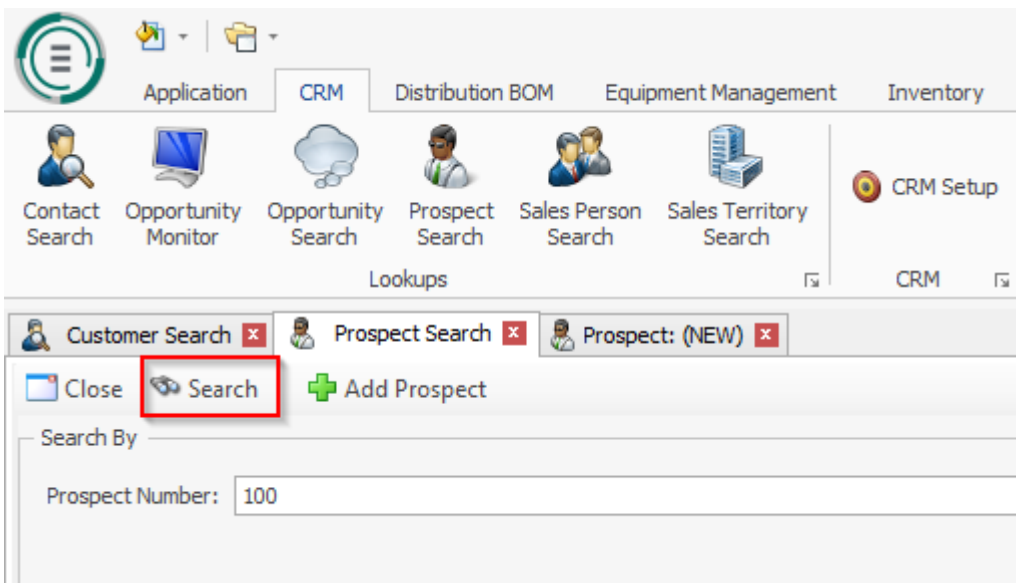 Application CRM Distribution BOM Equipment Management Inventory
Contact Search
Opportunity Monitor
Opportunity Search
Prospect Search
Sales Person Search
Sales Territory Search
CRM Setup
Lookups CRM
Customer Search Prospect Search Prospect: (NEW)
Close Search Add Prospect
Search By
Prospect Number: 100